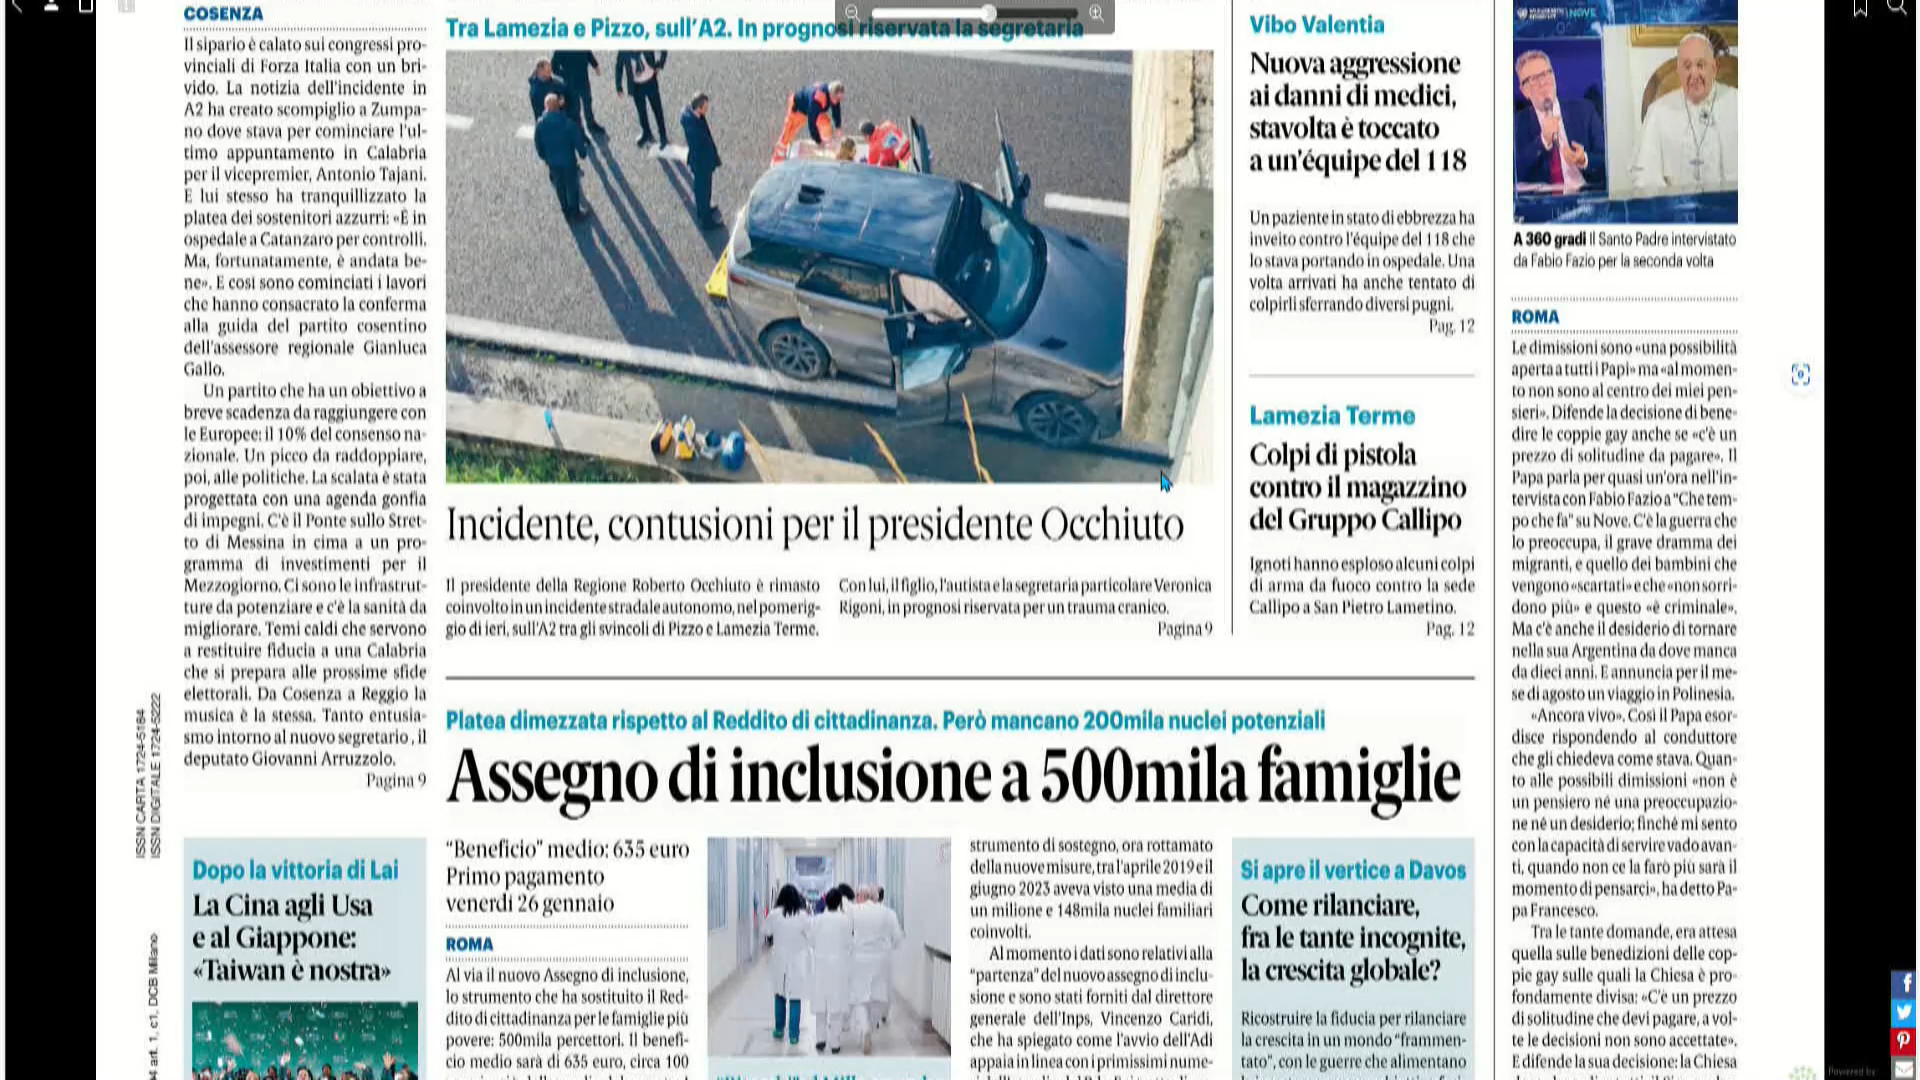 COSENZA
Il sipario è calato sui congressi pro-
vinciali di Forza Italia con un bri-
vido. La notizia dell'incidente in
A2 ha creato scompiglio a Zumpa-
no dove stava per cominciare l'ul-
timo appuntamento in Calabria
per il vicepremier, Antonio Tajani.
E lui stesso ha tranquillizzato la
platea dei sostenitori azzurri: «È in
ospedale a Catanzaro per controlli.
Ma, fortunatamente, è andata be-
ne». E così sono cominciati i lavori
che hanno consacrato la conferma
alla guida del partito cosentino
dell'assessore regionale Gianluca
Gallo.
Un partito che ha un obiettivo a
breve scadenza da raggiungere con
le Europee: il 10% del consenso na-
zionale. Un picco da raddoppiare,
poi, alle politiche. La scalata è stata
progettata con una agenda gonfia
di impegni. C'è il Ponte sullo Stret-
to di Messina in cima a un pro-
gramma di investimenti per il
Mezzogiorno. Ci sono le infrastrut-
ture da potenziare e c'è la sanità da
migliorare. Temi caldi che servono
a restituire fiducia a una Calabria
che si prepara alle prossime sfide
elettorali. Da Cosenza a Reggio la
musica è la stessa. Tanto entusia-
smo intorno al nuovo segretario , il
deputato Giovanni Arruzzolo.
Pagina 9
ISSN CARTA 1724-5184
ISSN DIGITALE 1724-5222
art. 1, c1, DCB Milano
Dopo la vittoria di Lai
La Cina agli Usa
e al Giappone:
«Taiwan è nostra»
Tra Lamezia e Pizzo, sull'A2. In prognosi riservata la segretaria
Incidente, contusioni per il presidente Occhiuto
Il presidente della Regione Roberto Occhiuto è rimasto
coinvolto in un incidente stradale autonomo, nel pomerig-
gio di ieri, sull'A2 tra gli svincoli di Pizzo e Lamezia Terme.
Con lui, il figlio, l'autista e la segretaria particolare Veronica
Rigoni, in prognosi riservata per un trauma cranico.
Pagina 9
Vibo Valentia
Nuova aggressione
ai danni di medici,
stavolta è toccato
a un'équipe del 118
Un paziente in stato di ebbrezza ha
inveito contro l'équipe del 118 che
lo stava portando in ospedale. Una
volta arrivati ha anche tentato di
colpirli sferrando diversi pugni.
Pag. 12
Lamezia Terme
Colpi di pistola
contro il magazzino
del Gruppo Callipo
Ignoti hanno esploso alcuni colpi
di arma da fuoco contro la sede
Callipo a San Pietro Lametino.
Pag. 12
Platea dimezzata rispetto al Reddito di cittadinanza. Però mancano 200mila nuclei potenziali
Assegno di inclusione a 500mila famiglie
“Beneficio” medio: 635 euro
Primo pagamento
venerdì 26 gennaio
ROMA
Al via il nuovo Assegno di inclusione,
lo strumento che ha sostituito il Red-
dito di cittadinanza per le famiglie più
povere: 500mila percettori. Il benefi-
cio medio sarà di 635 euro, circa 100
strumento di sostegno, ora rottamato
della nuove misure, tra l'aprile 2019 e il
giugno 2023 aveva visto una media di
un milione e 148mila nuclei familiari
coinvolti.
Al momento i dati sono relativi alla
“partenza” del nuovo assegno di inclu-
sione e sono stati forniti dal direttore
generale dell'Inps, Vincenzo Caridi,
che ha spiegato come l'avvio dell'Adi
appaia in linea con i primissimi nume-
Si apre il vertice a Davos
Come rilanciare,
fra le tante incognite,
la crescita globale?
Ricostruire la fiducia per rilanciare
la crescita in un mondo “frammen-
tato”, con le guerre che alimentano
NOVE
A 360 gradi Il Santo Padre intervistato
da Fabio Fazio per la seconda volta
ROMA
Le dimissioni sono «una possibilità
aperta a tutti i Papi» ma «al momen-
to non sono al centro dei miei pen-
sieri». Difende la decisione di bene-
dire le coppie gay anche se «c'è un
prezzo di solitudine da pagare». Il
Papa parla per quasi un'ora nell'in-
tervista con Fabio Fazio a “Che tem-
po che fa” su Nove. C'è la guerra che
lo preoccupa, il grave dramma dei
migranti, e quello dei bambini che
vengono «scartati» e che «non sorri-
dono più» e questo «è criminale».
Ma c'è anche il desiderio di tornare
nella sua Argentina da dove manca
da dieci anni. E annuncia per il me-
se di agosto un viaggio in Polinesia.
«Ancora vivo». Così il Papa esor-
disce rispondendo al conduttore
che gli chiedeva come stava. Quan-
to alle possibili dimissioni «non è
un pensiero né una preoccupazio-
ne né un desiderio; finché mi sento
con la capacità di servire vado avan-
ti, quando non ce la farò più sarà il
momento di pensarci», ha detto Pa-
pa Francesco.
Tra le tante domande, era attesa
quella sulle benedizioni delle cop-
pie gay sulle quali la Chiesa è pro-
fondamente divisa: «C'è un prezzo
di solitudine che devi pagare, a vol-
te le decisioni non sono accettate».
E difende la sua decisione: la Chiesa
Powered by